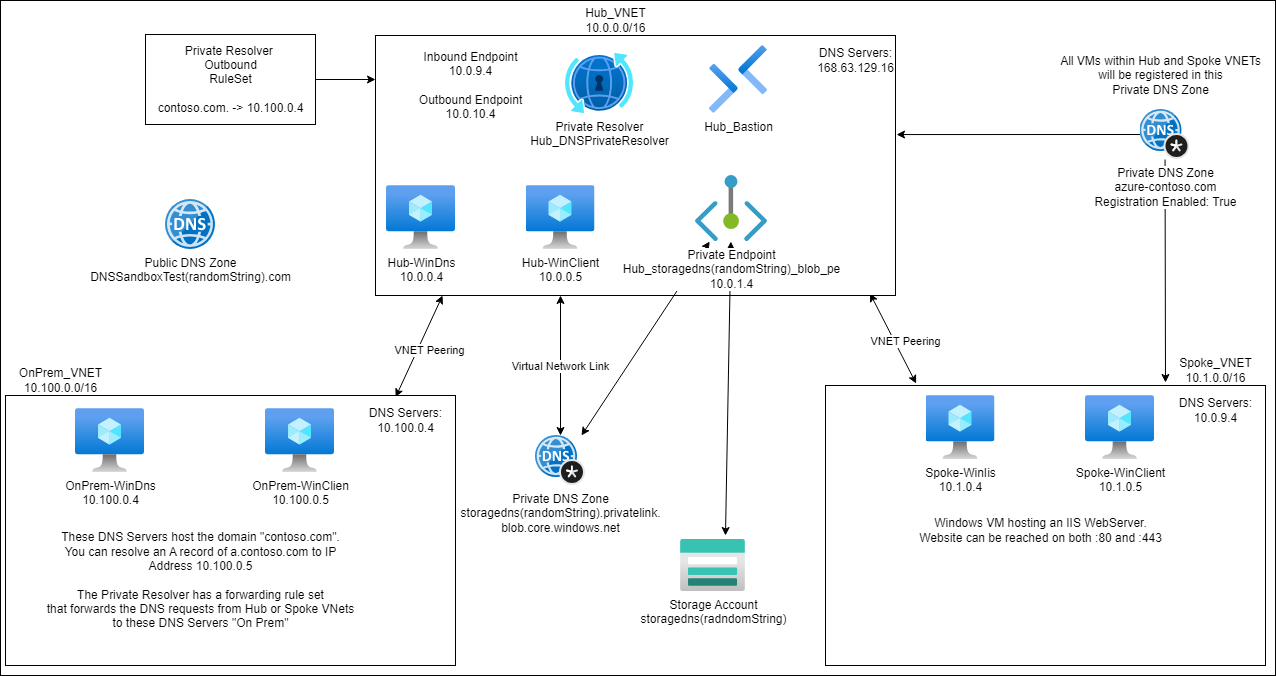 Hub_VNET
10.0.0.0/16
Private Resolver
Outbound
RuleSet
contoso.com. -> 10.100.0.4
Inbound Endpoint
10.0.9.4
Outbound Endpoint
10.0.10.4
Private Resolver
Hub_DNSPrivateResolver
Hub_Bastion
DNS Servers:
168.63.129.16
All VMs within Hub and Spoke VNETs
will be registered in this
Private DNS Zone
DNS
Private DNS Zone
azure-contoso.com
Registration Enabled: True
DNS
Public DNS Zone
DNSSandboxTest(randomString).com
Hub-WinDns
10.0.0.4
Hub-WinClient
10.0.0.5
Private Endpoint
Hub_storagedns(randomString)_blob_pe
10.0.1.4
VNET Peering
Virtual Network Link
VNET Peering
OnPrem_VNET
10.100.0.0/16
OnPrem-WinDns
10.100.0.4
OnPrem-WinClien
10.100.0.5
DNS Servers:
10.100.0.4
These DNS Servers host the domain "contoso.com".
You can resolve an A record of a.contoso.com to IP
Address 10.100.0.5
The Private Resolver has a forwarding rule set
that forwards the DNS requests from Hub or Spoke VNets
to these DNS Servers "On Prem"
DNS
Private DNS Zone
storagedns(randomString).privatelink.
blob.core.windows.net
Storage Account
storagedns(radndomString)
Spoke_VNET
10.1.0.0/16
Spoke-WinIis
10.1.0.4
Spoke-WinClient
10.1.0.5
DNS Servers:
10.0.9.4
Windows VM hosting an IIS WebServer.
Website can be reached on both :80 and :443